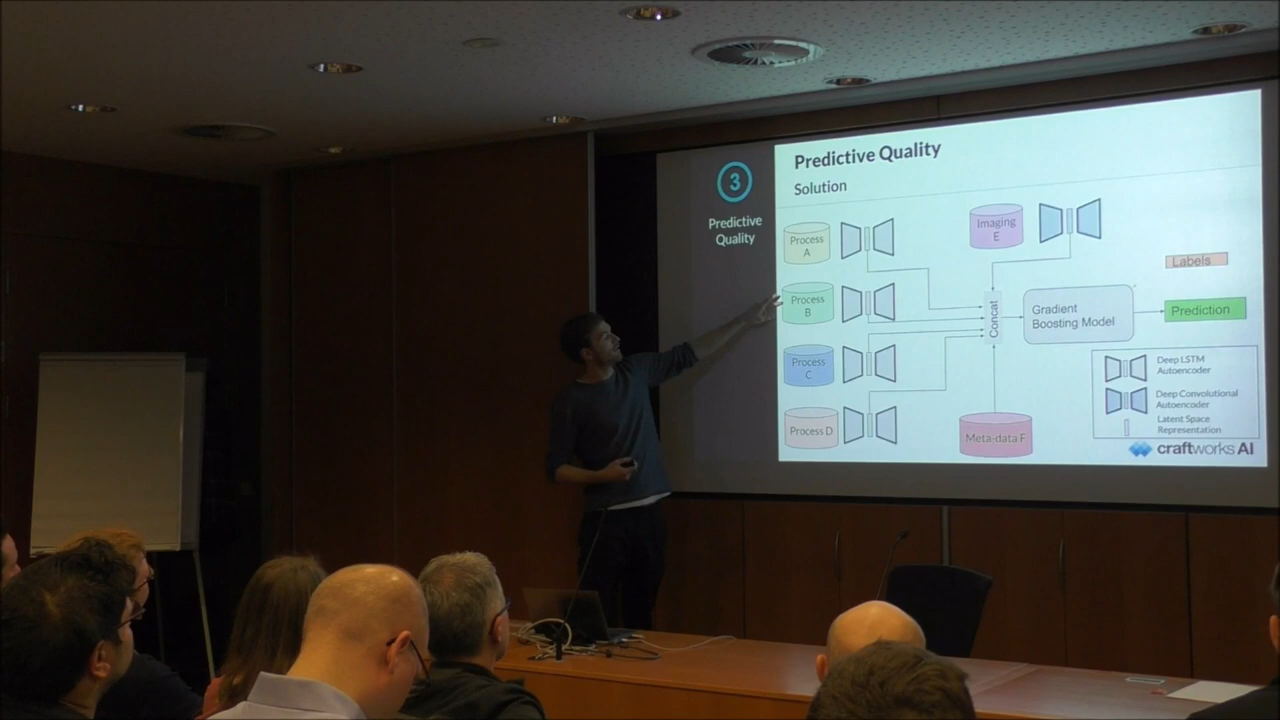 3
Predictive
Quality
Predictive Quality
Solution
Process
A
Process
B
Process
C
Process D
Imaging
E
Concat
Meta-data F
Gradient
Boosting Model
Labels
Prediction
Deep LSTM
Autoencoder
Deep Convolutional
Autoencoder
Latent Space
Representation
craftworks AI